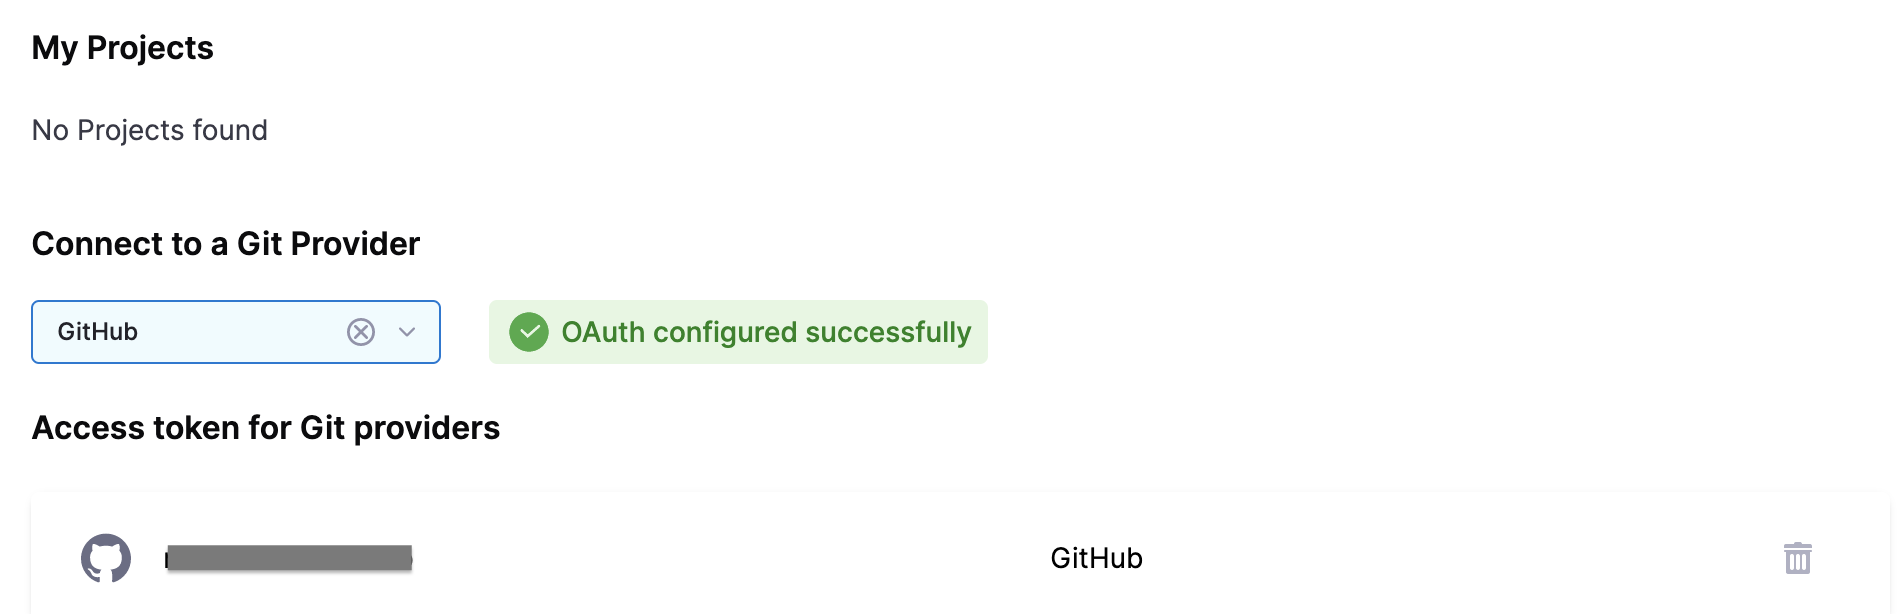 My Projects
No Projects found
Connect to a Git Provider
GitHub
OAuth configured successfully
Access token for Git providers
GitHub